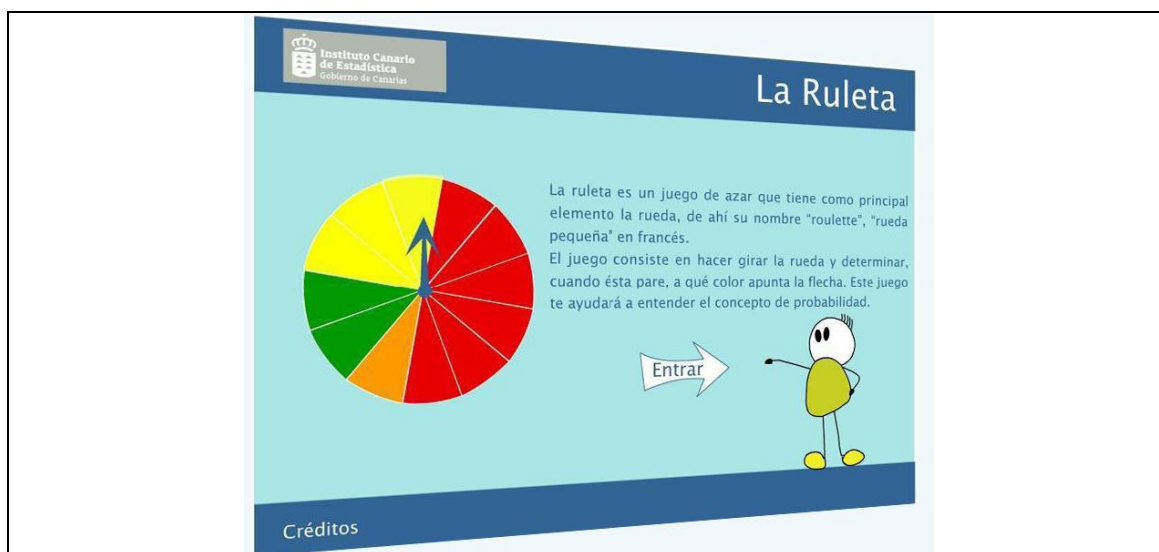 Instituto Canario
de Estadística
Gobierno de Canarias
La Ruleta
La ruleta es un juego de azar que tiene como principal
elemento la rueda, de ahí su nombre "roulette", "rueda
pequeña" en francés.
El juego consiste en hacer girar la rueda y determinar,
cuando ésta pare, a qué color apunta la flecha. Este juego
te ayudará a entender el concepto de probabilidad.
Entrar
Créditos